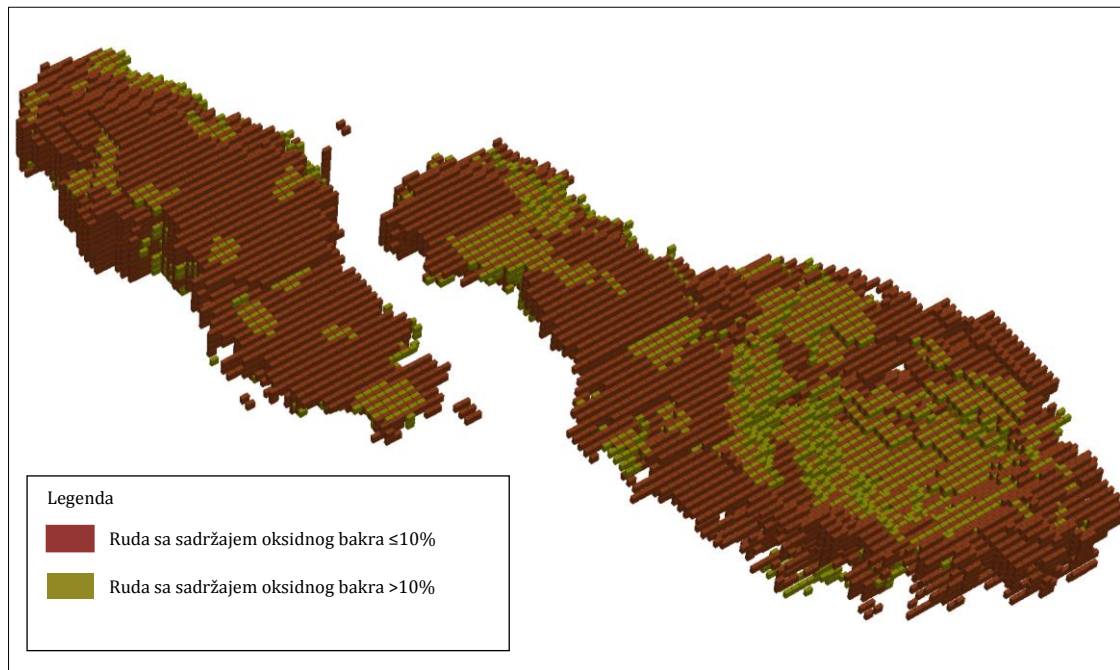 Legenda
Ruda sa sadržajem oksidnog bakra ≤10%
Ruda sa sadržajem oksidnog bakra >10%